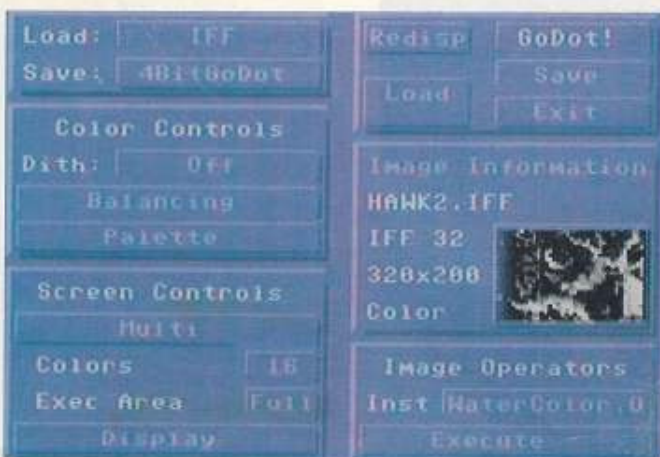 Load: IFF
Save: 4BitGoDot
Color Controls
Dith: Off
Balancing
Palette
Screen Controls
Multi
Colors 16
Exec Area Full
Display
Redisp GoDot!
Load
Save
Exit
Image Information
HAWK2.IFF
IFF 32
320x200
Color
Image Operators
Inst WaterColor.O
Execute